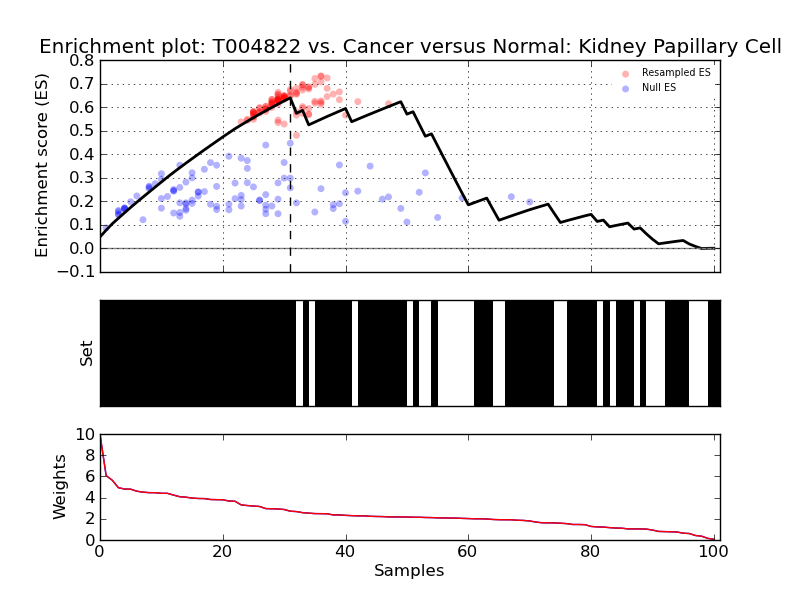 Enrichment plot: T004822 vs. Cancer versus Normal: Kidney Papillary Cell
0.8
0.7
0.6
0.5
0.4
0.3
0.2
0.1
0.0
−0.1
Enrichment score (ES)
Resampled ES
Null ES
Set
10
8
6
4
2
0
Weights
0 20 40 60 80 100
Samples